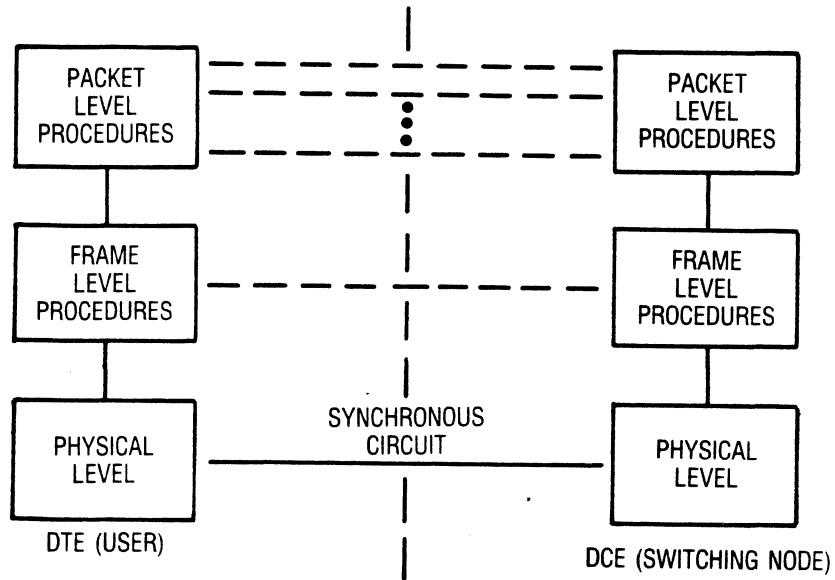 PACKET
LEVEL
PROCEDURES
PACKET
LEVEL
PROCEDURES
FRAME
LEVEL
PROCEDURES
FRAME
LEVEL
PROCEDURES
PHYSICAL
LEVEL
SYNCHRONOUS
CIRCUIT
PHYSICAL
LEVEL
DTE (USER)
DCE (SWITCHING NODE)